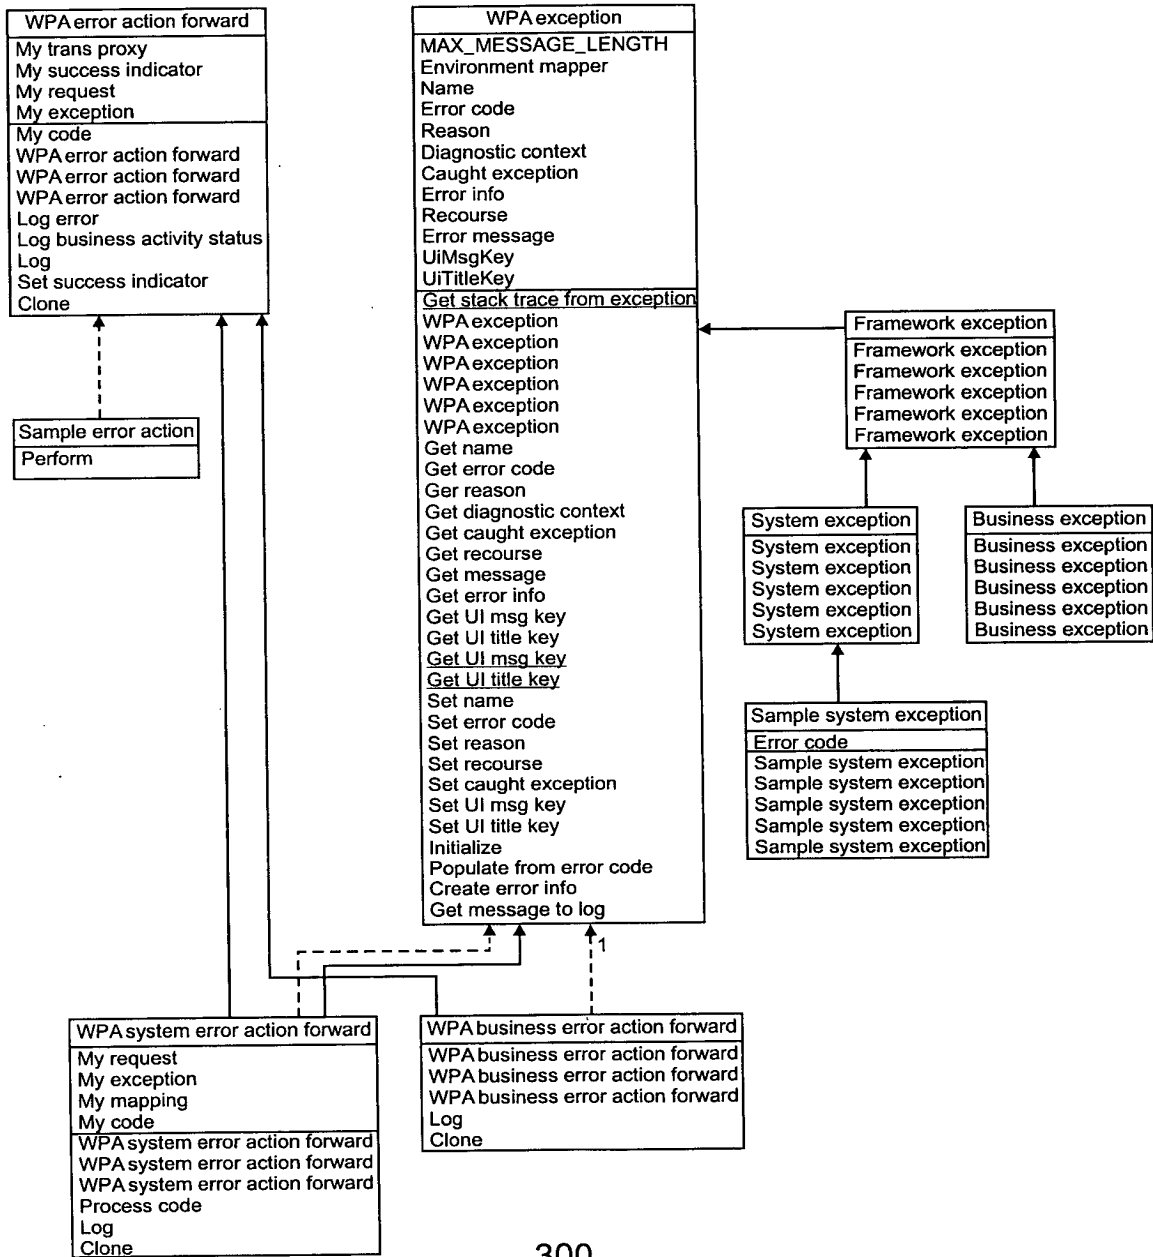 WPA error action forward
My trans proxy
My success indicator
My request
My exception
My code
WPA error action forward
WPA error action forward
WPA error action forward
Log error
Log business activity status
Log
Set success indicator
Clone
Sample error action
Perform
WPA exception
MAX_MESSAGE_LENGTH
Environment mapper
Name
Error code
Reason
Diagnostic context
Caught exception
Error info
Recourse
Error message
UiMsgKey
UiTitleKey
Get stack trace from exception
WPA exception
WPA exception
WPA exception
WPA exception
WPA exception
WPA exception
Get name
Get error code
Ger reason
Get diagnostic context
Get caught exception
Get recourse
Get message
Get error info
Get UI msg key
Get UI title key
Get UI msg key
Get UI title key
Set name
Set error code
Set reason
Set recourse
Set caught exception
Set UI msg key
Set UI title key
Initialize
Populate from error code
Create error info
Get message to log
Framework exception
Framework exception
Framework exception
Framework exception
Framework exception
Framework exception
System exception
System exception
System exception
System exception
System exception
System exception
Business exception
Business exception
Business exception
Business exception
Business exception
Business exception
Sample system exception
Error code
Sample system exception
Sample system exception
Sample system exception
Sample system exception
Sample system exception
1
WPA system error action forward
My request
My exception
My mapping
My code
WPA system error action forward
WPA system error action forward
WPA system error action forward
Process code
Log
Clone
WPA business error action forward
WPA business error action forward
WPA business error action forward
WPA business error action forward
Log
Clone
300